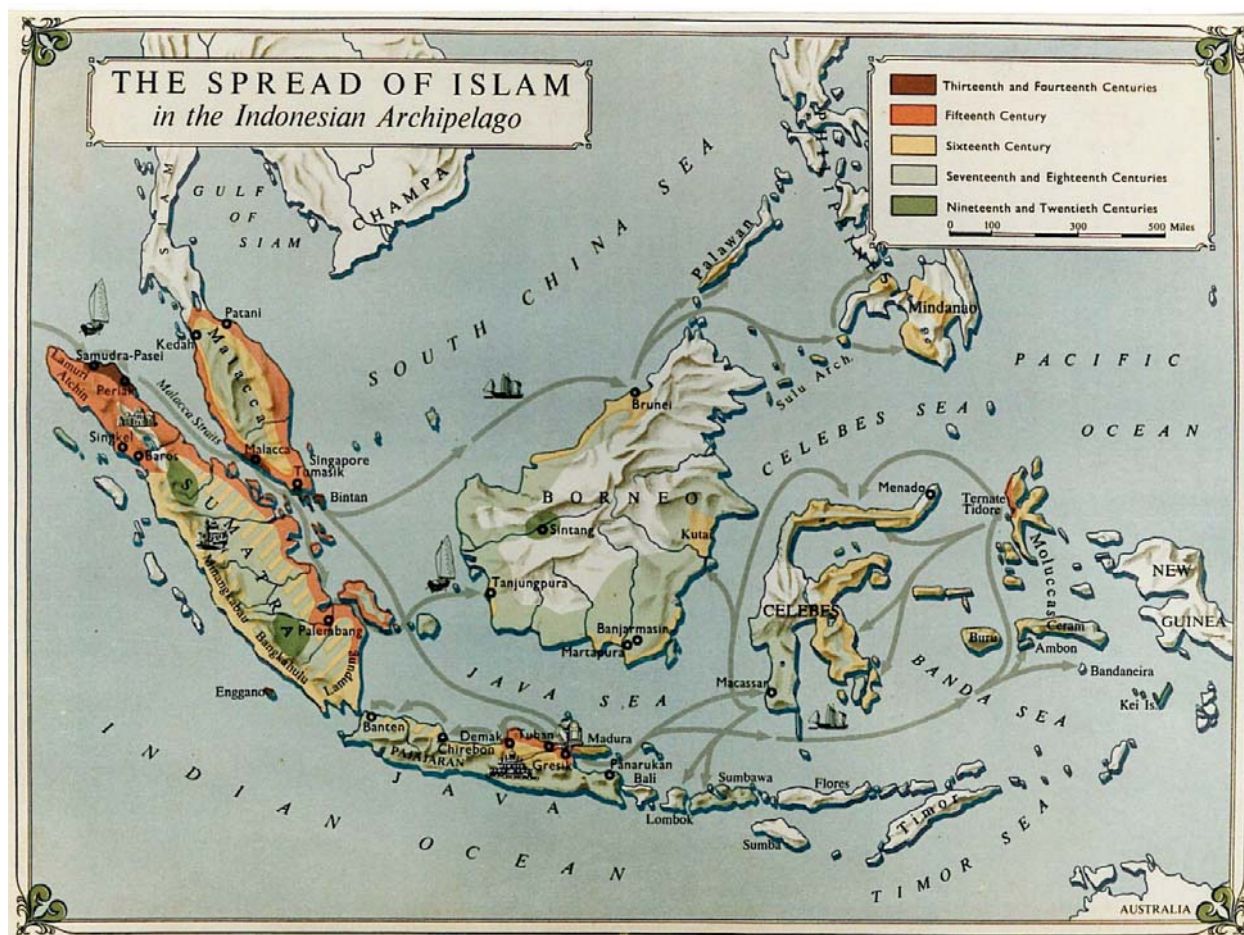 THE SPREAD OF ISLAM
in the Indonesian Archipelago
Thirteenth and Fourteenth Centuries
Fifteenth Century
Sixteenth Century
Seventeenth and Eighteenth Centuries
Nineteenth and Twentieth Centuries
0 100 300 500 Miles
SIAM
GULF
OF
SIAM
CHAMPA
SOUTH CHINA SEA
PHILIPPINES
Palawan
Mindanao
Sulu Arch.
PACIFIC
OCEAN
CELEBES SEA
Patani
Kedah
Malacca
Samudra-Pasei
Lamuri
Atchin
Perlak
Malacca Straits
Singkel
Baros
Malacca
Singapore
Tumasik
Bintan
SUMATRA
Minangkabau
Bangkahulu
Palembang
Lampung
Enggano
Brunei
BORNEO
Sintang
Kutai
Tanjungpura
Banjarmasin
Martapura
Menado
CELEBES
Macassar
Ternate
Tidore
Moluccas
Buru
Ceram
Ambon
Bandaneira
Kei Is.
NEW
GUINEA
BANDA SEA
JAVA SEA
Banten
Chirebon
PAJAJARAN
Demak
Tuban
Gresik
Madura
Panarukan
Bali
JAVA
Lombok
Sumbawa
Flores
Sumba
Timor
TIMOR SEA
INDIAN OCEAN
AUSTRALIA